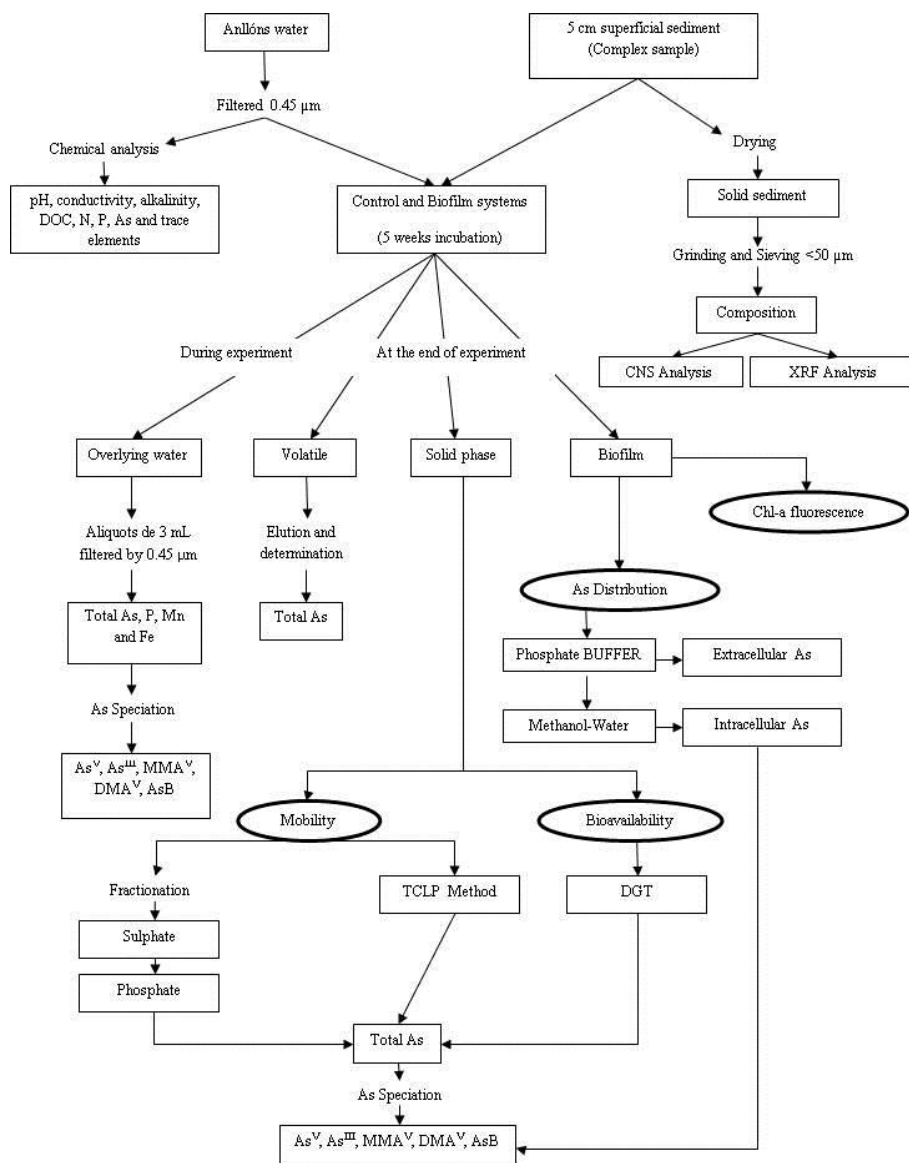 Anllóns water
5 cm superficial sediment
(Complex sample)
Filtered 0.45 µm
Chemical analysis
Drying
pH, conductivity, alkalinity,
DOC, N, P, As and trace
elements
Control and Biofilm systems
(5 weeks incubation)
Solid sediment
Grinding and Sieving <50 µm
Composition
During experiment
At the end of experiment
CNS Analysis
XRF Analysis
Overlying water
Volatile
Solid phase
Biofilm
Chl-a fluorescence
Aliquots de 3 mL
filtered by 0.45 µm
Elution and
determination
As Distribution
Total As, P, Mn
and Fe
Total As
Phosphate BUFFER
Extracellular As
As Speciation
Methanol-Water
Intracellular As
Asⱽ, Asᴵᴵᴵ, MMAⱽ,
DMAⱽ, AsB
Mobility
Bioavailability
Fractionation
TCLP Method
DGT
Sulphate
Phosphate
Total As
As Speciation
Asⱽ, Asᴵᴵᴵ, MMAⱽ, DMAⱽ, AsB